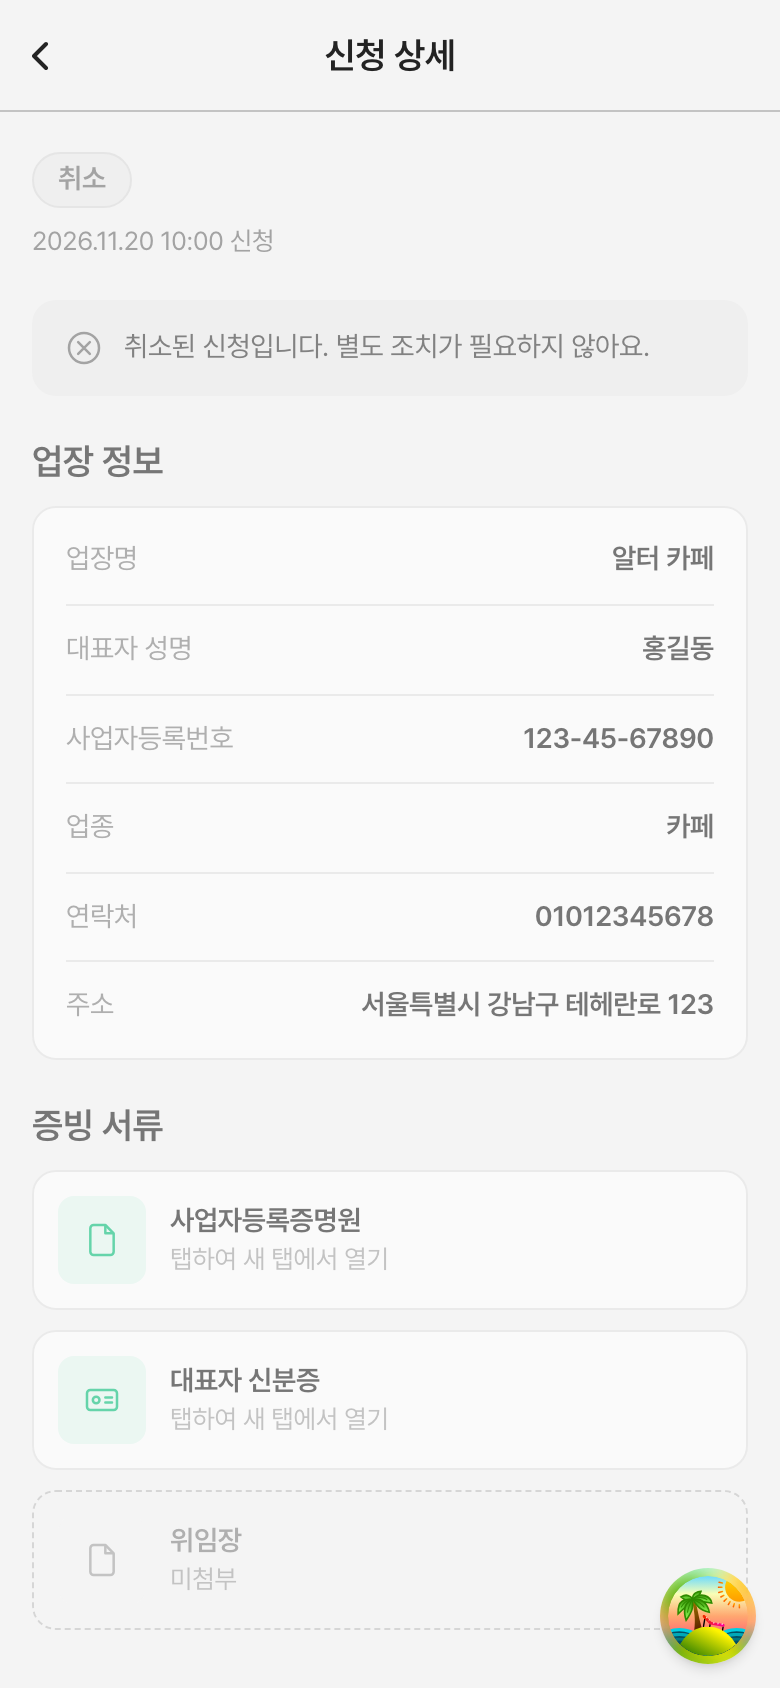 신청 상세
취소
2026.11.20 10:00 신청
취소된 신청입니다. 별도 조치가 필요하지 않아요.
업장 정보
업장명 알터 카페
대표자 성명 홍길동
사업자등록번호 123-45-67890
업종 카페
연락처 01012345678
주소 서울특별시 강남구 테헤란로 123
증빙 서류
사업자등록증명원
탭하여 새 탭에서 열기
대표자 신분증
탭하여 새 탭에서 열기
위임장
미첨부